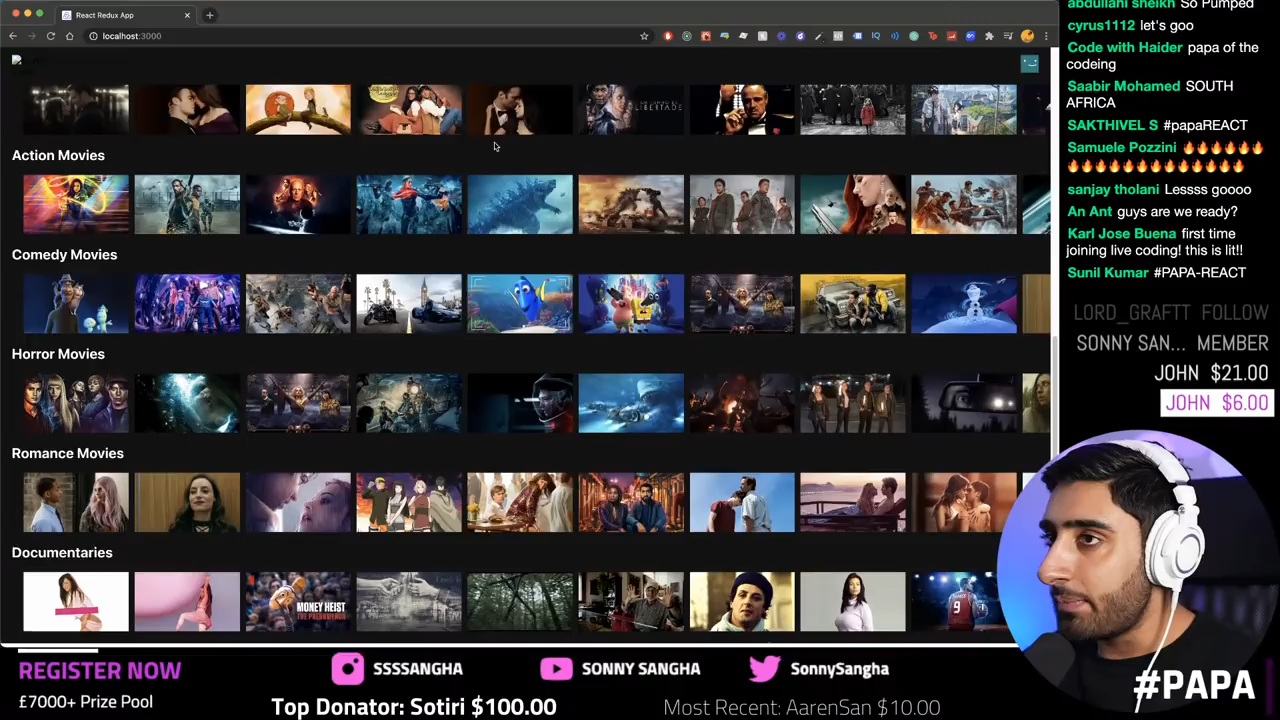 React Redux App
localhost:3000
Action Movies
Comedy Movies
Horror Movies
Romance Movies
Documentaries
MONEY HEIST
THE PHENOMENON
abdullahi sheikh So Pumped
cyrus1112 let's goo
Code with Haider papa of the
codeing
Saabir Mohamed SOUTH
AFRICA
SAKTHIVEL S #papaREACT
Samuele Pozzini
sanjay tholani Lessss goooo
An Ant guys are we ready?
Karl Jose Buena first time
joining live coding! this is lit!!
Sunil Kumar #PAPA-REACT
LORD_GRAFTT FOLLOW
SONNY SAN... MEMBER
JOHN $21.00
JOHN $6.00
#PAPA
REGISTER NOW
£7000+ Prize Pool
SSSSANGHA
SONNY SANGHA
SonnySangha
Top Donator: Sotiri $100.00
Most Recent: AarenSan $10.00